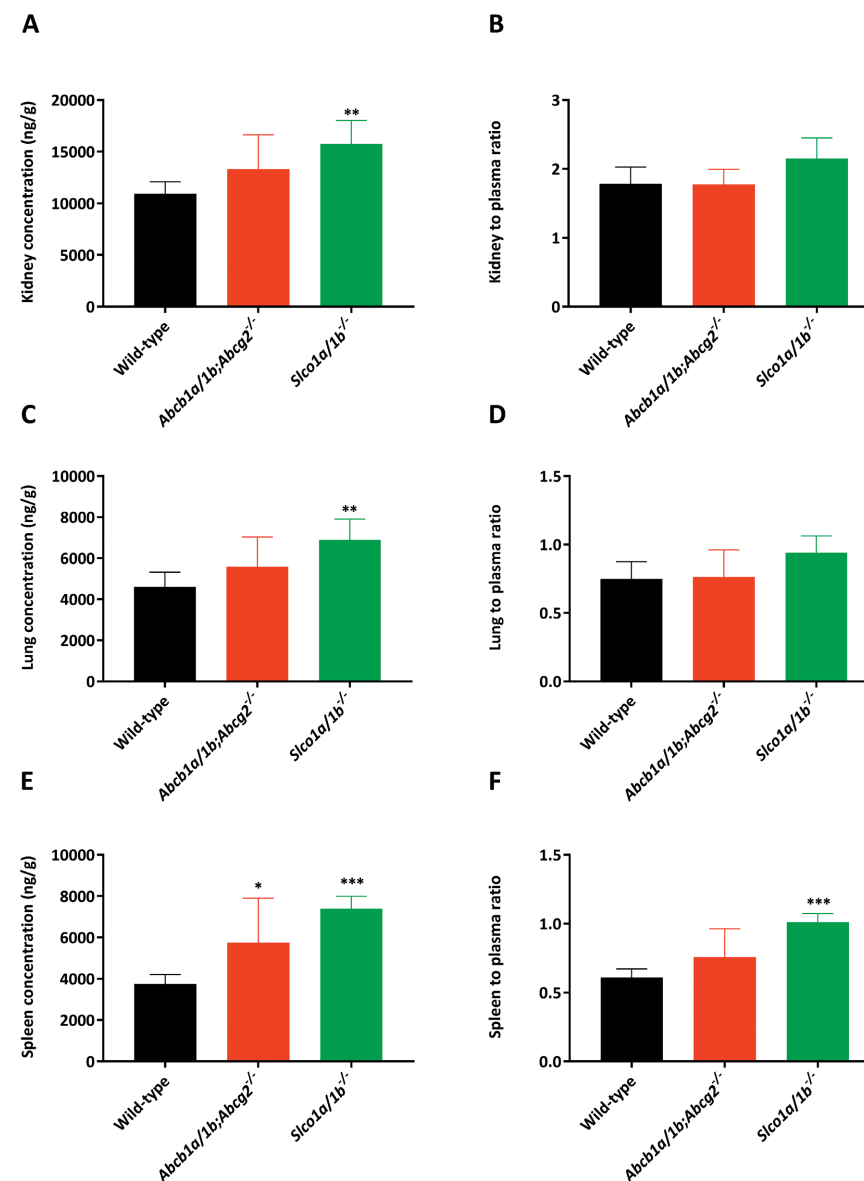 A
Kidney concentration (ng/g)
20000
15000
10000
5000
0
**
Wild-type
Abcb1a/1b;Abcg2-/-
Slco1a/1b-/-
B
Kidney to plasma ratio
3
2
1
0
Wild-type
Abcb1a/1b;Abcg2-/-
Slco1a/1b-/-
C
Lung concentration (ng/g)
10000
8000
6000
4000
2000
0
**
Wild-type
Abcb1a/1b;Abcg2-/-
Slco1a/1b-/-
D
Lung to plasma ratio
1.5
1.0
0.5
0.0
Wild-type
Abcb1a/1b;Abcg2-/-
Slco1a/1b-/-
E
Spleen concentration (ng/g)
10000
8000
6000
4000
2000
0
*
***
Wild-type
Abcb1a/1b;Abcg2-/-
Slco1a/1b-/-
F
Spleen to plasma ratio
1.5
1.0
0.5
0.0
***
Wild-type
Abcb1a/1b;Abcg2-/-
Slco1a/1b-/-